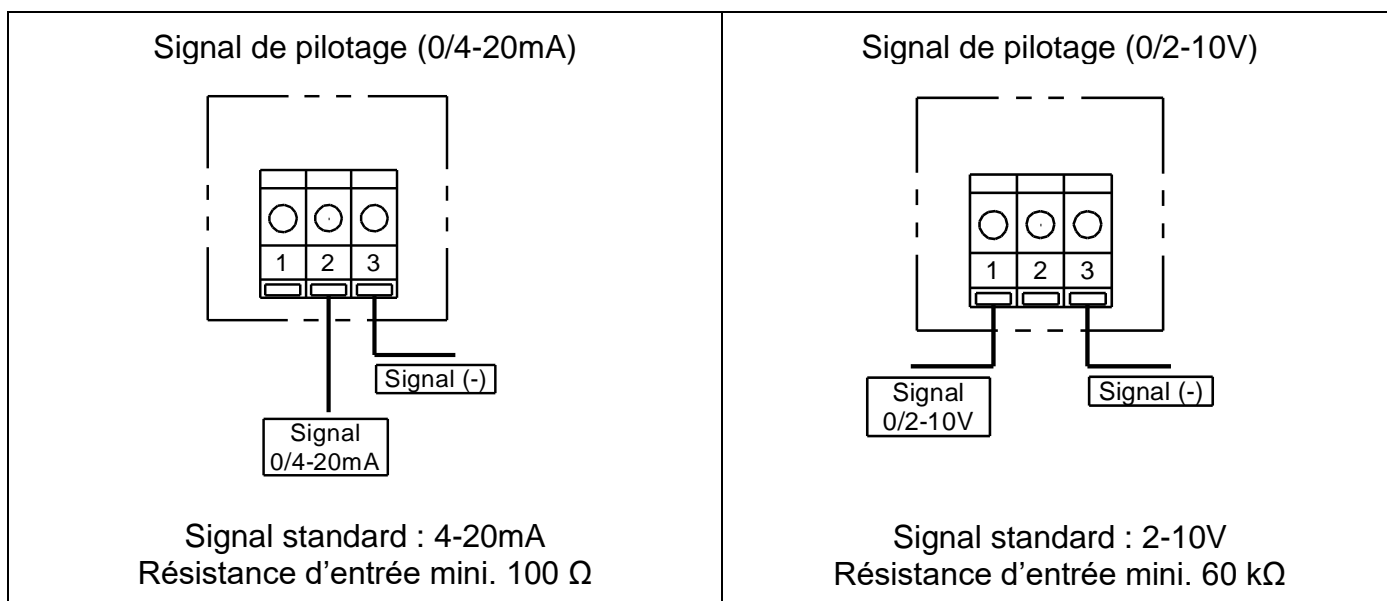 Signal de pilotage (0/4-20mA)
1 2 3
Signal (-)
Signal
0/4-20mA
Signal standard : 4-20mA
Résistance d’entrée mini. 100 Ω
Signal de pilotage (0/2-10V)
1 2 3
Signal
0/2-10V
Signal (-)
Signal standard : 2-10V
Résistance d’entrée mini. 60 kΩ